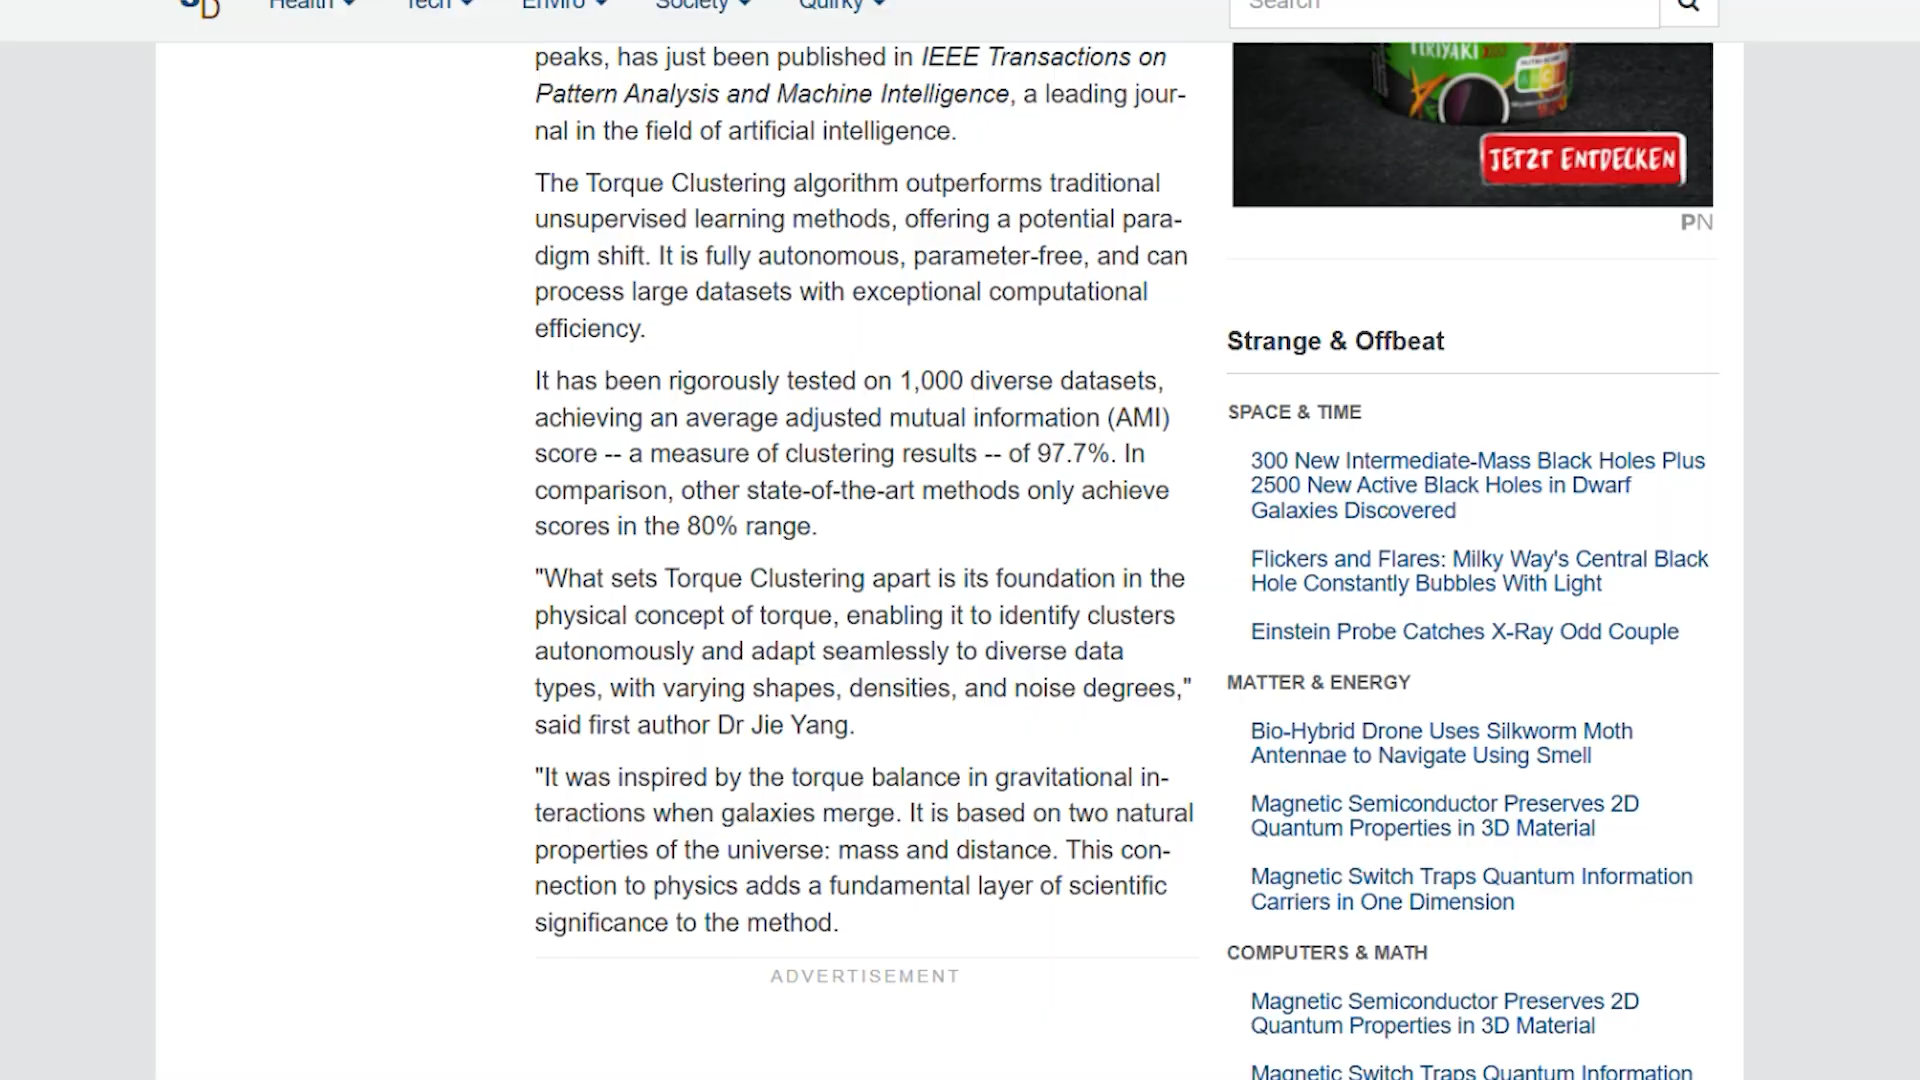 SD
Health
Tech
Enviro
Society
Quirky
Search
peaks, has just been published in IEEE Transactions on
Pattern Analysis and Machine Intelligence, a leading jour-
nal in the field of artificial intelligence.
The Torque Clustering algorithm outperforms traditional
unsupervised learning methods, offering a potential para-
digm shift. It is fully autonomous, parameter-free, and can
process large datasets with exceptional computational
efficiency.
It has been rigorously tested on 1,000 diverse datasets,
achieving an average adjusted mutual information (AMI)
score -- a measure of clustering results -- of 97.7%. In
comparison, other state-of-the-art methods only achieve
scores in the 80% range.
"What sets Torque Clustering apart is its foundation in the
physical concept of torque, enabling it to identify clusters
autonomously and adapt seamlessly to diverse data
types, with varying shapes, densities, and noise degrees,"
said first author Dr Jie Yang.
"It was inspired by the torque balance in gravitational in-
teractions when galaxies merge. It is based on two natural
properties of the universe: mass and distance. This con-
nection to physics adds a fundamental layer of scientific
significance to the method.
ADVERTISEMENT
TERIYAKI
JETZT ENTDECKEN
PN
Strange & Offbeat
SPACE & TIME
300 New Intermediate-Mass Black Holes Plus
2500 New Active Black Holes in Dwarf
Galaxies Discovered
Flickers and Flares: Milky Way's Central Black
Hole Constantly Bubbles With Light
Einstein Probe Catches X-Ray Odd Couple
MATTER & ENERGY
Bio-Hybrid Drone Uses Silkworm Moth
Antennae to Navigate Using Smell
Magnetic Semiconductor Preserves 2D
Quantum Properties in 3D Material
Magnetic Switch Traps Quantum Information
Carriers in One Dimension
COMPUTERS & MATH
Magnetic Semiconductor Preserves 2D
Quantum Properties in 3D Material
Magnetic Switch Traps Quantum Information